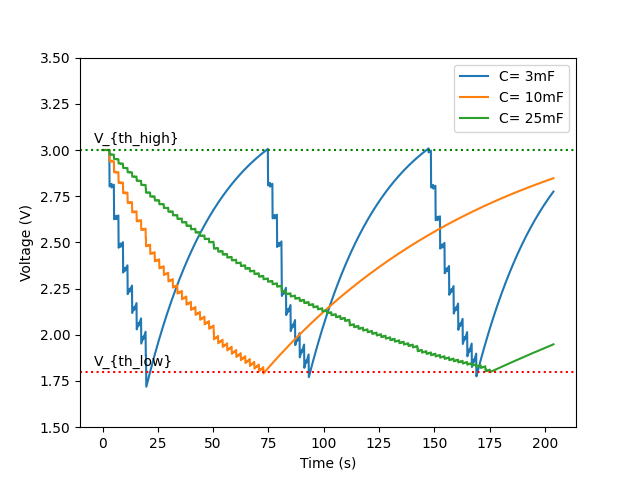 3.50
3.25
3.00
2.75
2.50
2.25
2.00
1.75
1.50
Voltage (V)
V_{th_high}
V_{th_low}
C= 3mF
C= 10mF
C= 25mF
0 25 50 75 100 125 150 175 200
Time (s)